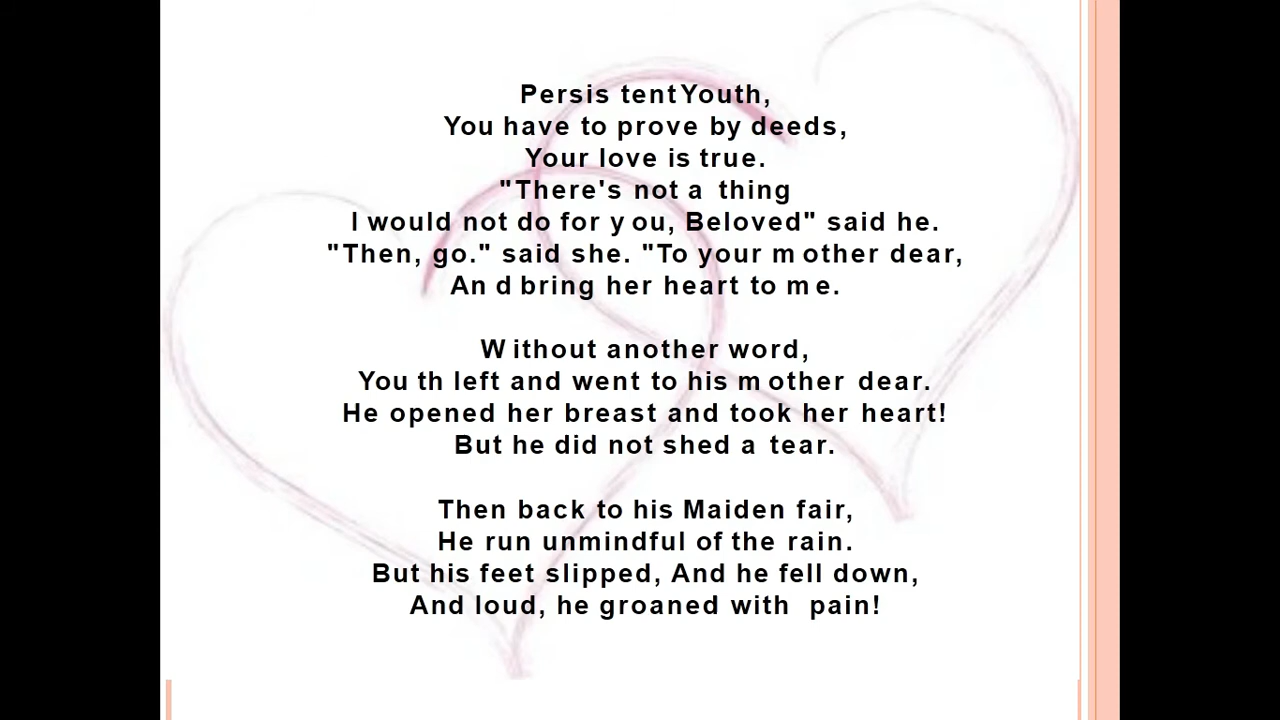 Persis tent Youth,
You have to prove by deeds,
Your love is true.
"There's not a thing
I would not do for y ou, Beloved" said he.
"Then, go." said she. "To your m other dear,
An d bring her heart to m e.
W ithout another word,
You th left and went to his m other dear.
He opened her breast and took her heart!
But he did not shed a tear.
Then back to his Maiden fair,
He run unmindful of the rain.
But his feet slipped, And he fell down,
And loud, he groaned with pain!